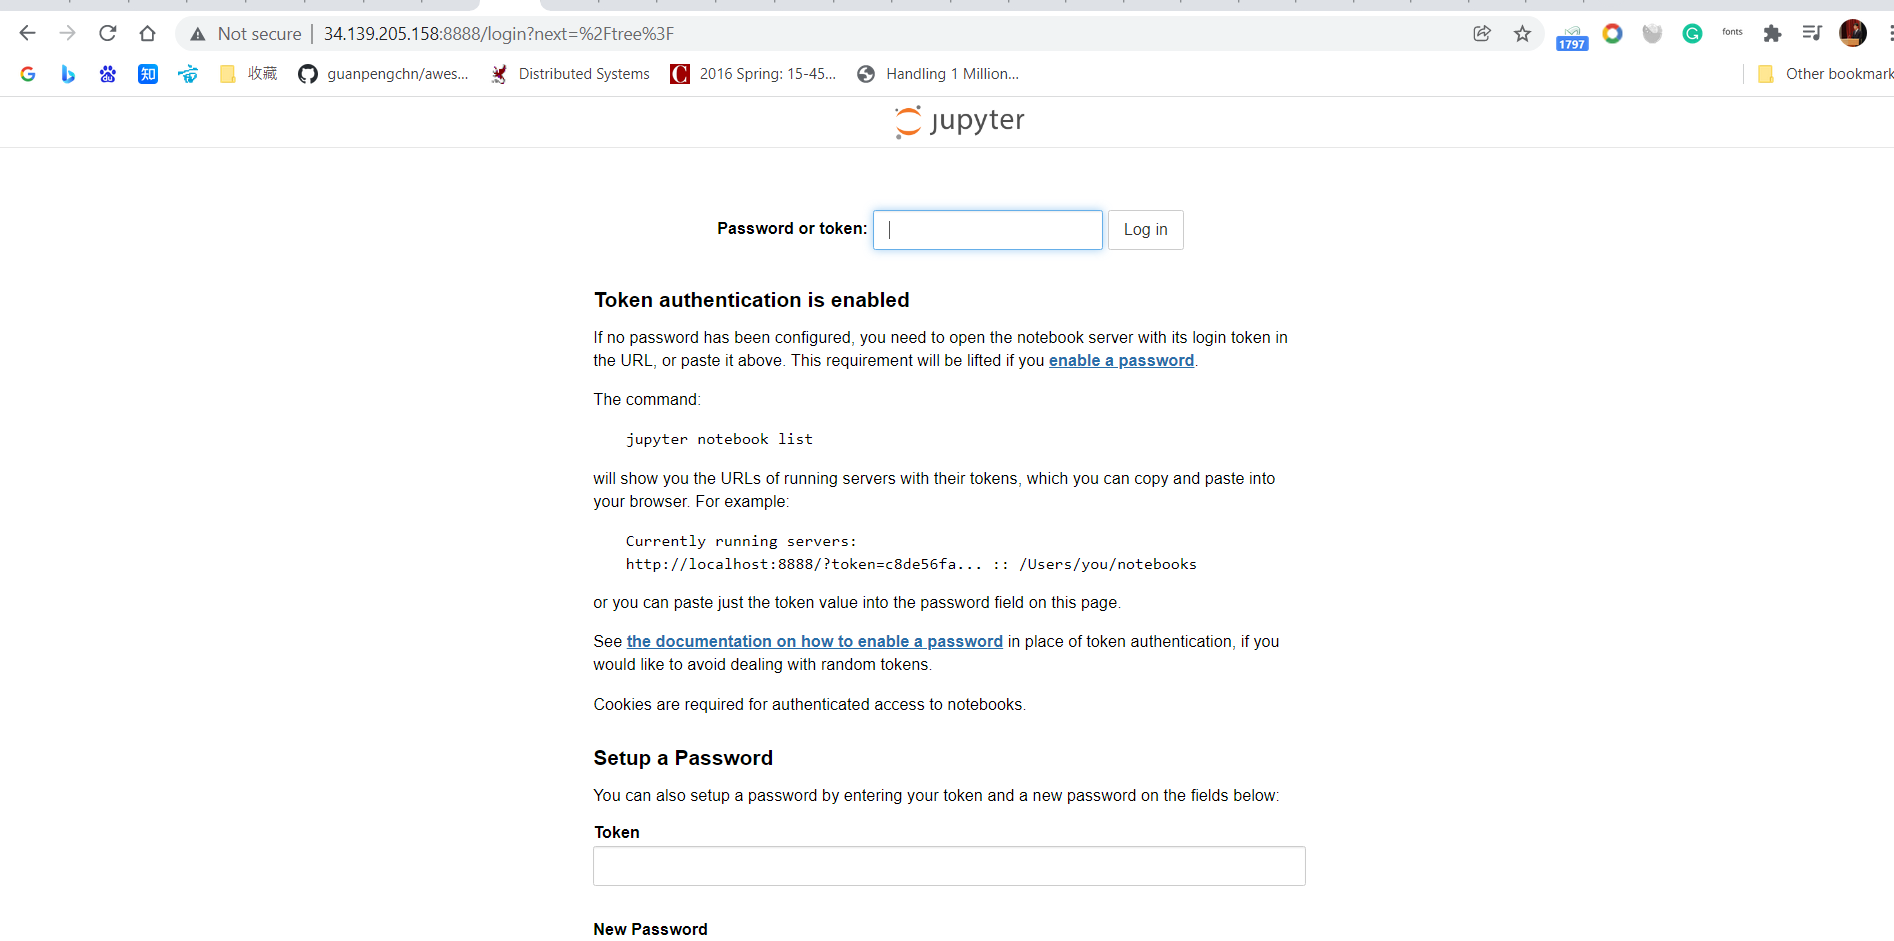 Not secure 34.139.205.158:8888/login?next=%2Ftree%3F
1797
fonts
知
收藏 guanpengchn/awes... Distributed Systems C 2016 Spring: 15-45... Handling 1 Million... Other bookmark
jupyter
Password or token: Log in
Token authentication is enabled
If no password has been configured, you need to open the notebook server with its login token in
the URL, or paste it above. This requirement will be lifted if you enable a password.
The command:
jupyter notebook list
will show you the URLs of running servers with their tokens, which you can copy and paste into
your browser. For example:
Currently running servers:
http://localhost:8888/?token=c8de56fa... :: /Users/you/notebooks
or you can paste just the token value into the password field on this page.
See the documentation on how to enable a password in place of token authentication, if you
would like to avoid dealing with random tokens.
Cookies are required for authenticated access to notebooks.
Setup a Password
You can also setup a password by entering your token and a new password on the fields below:
Token
New Password